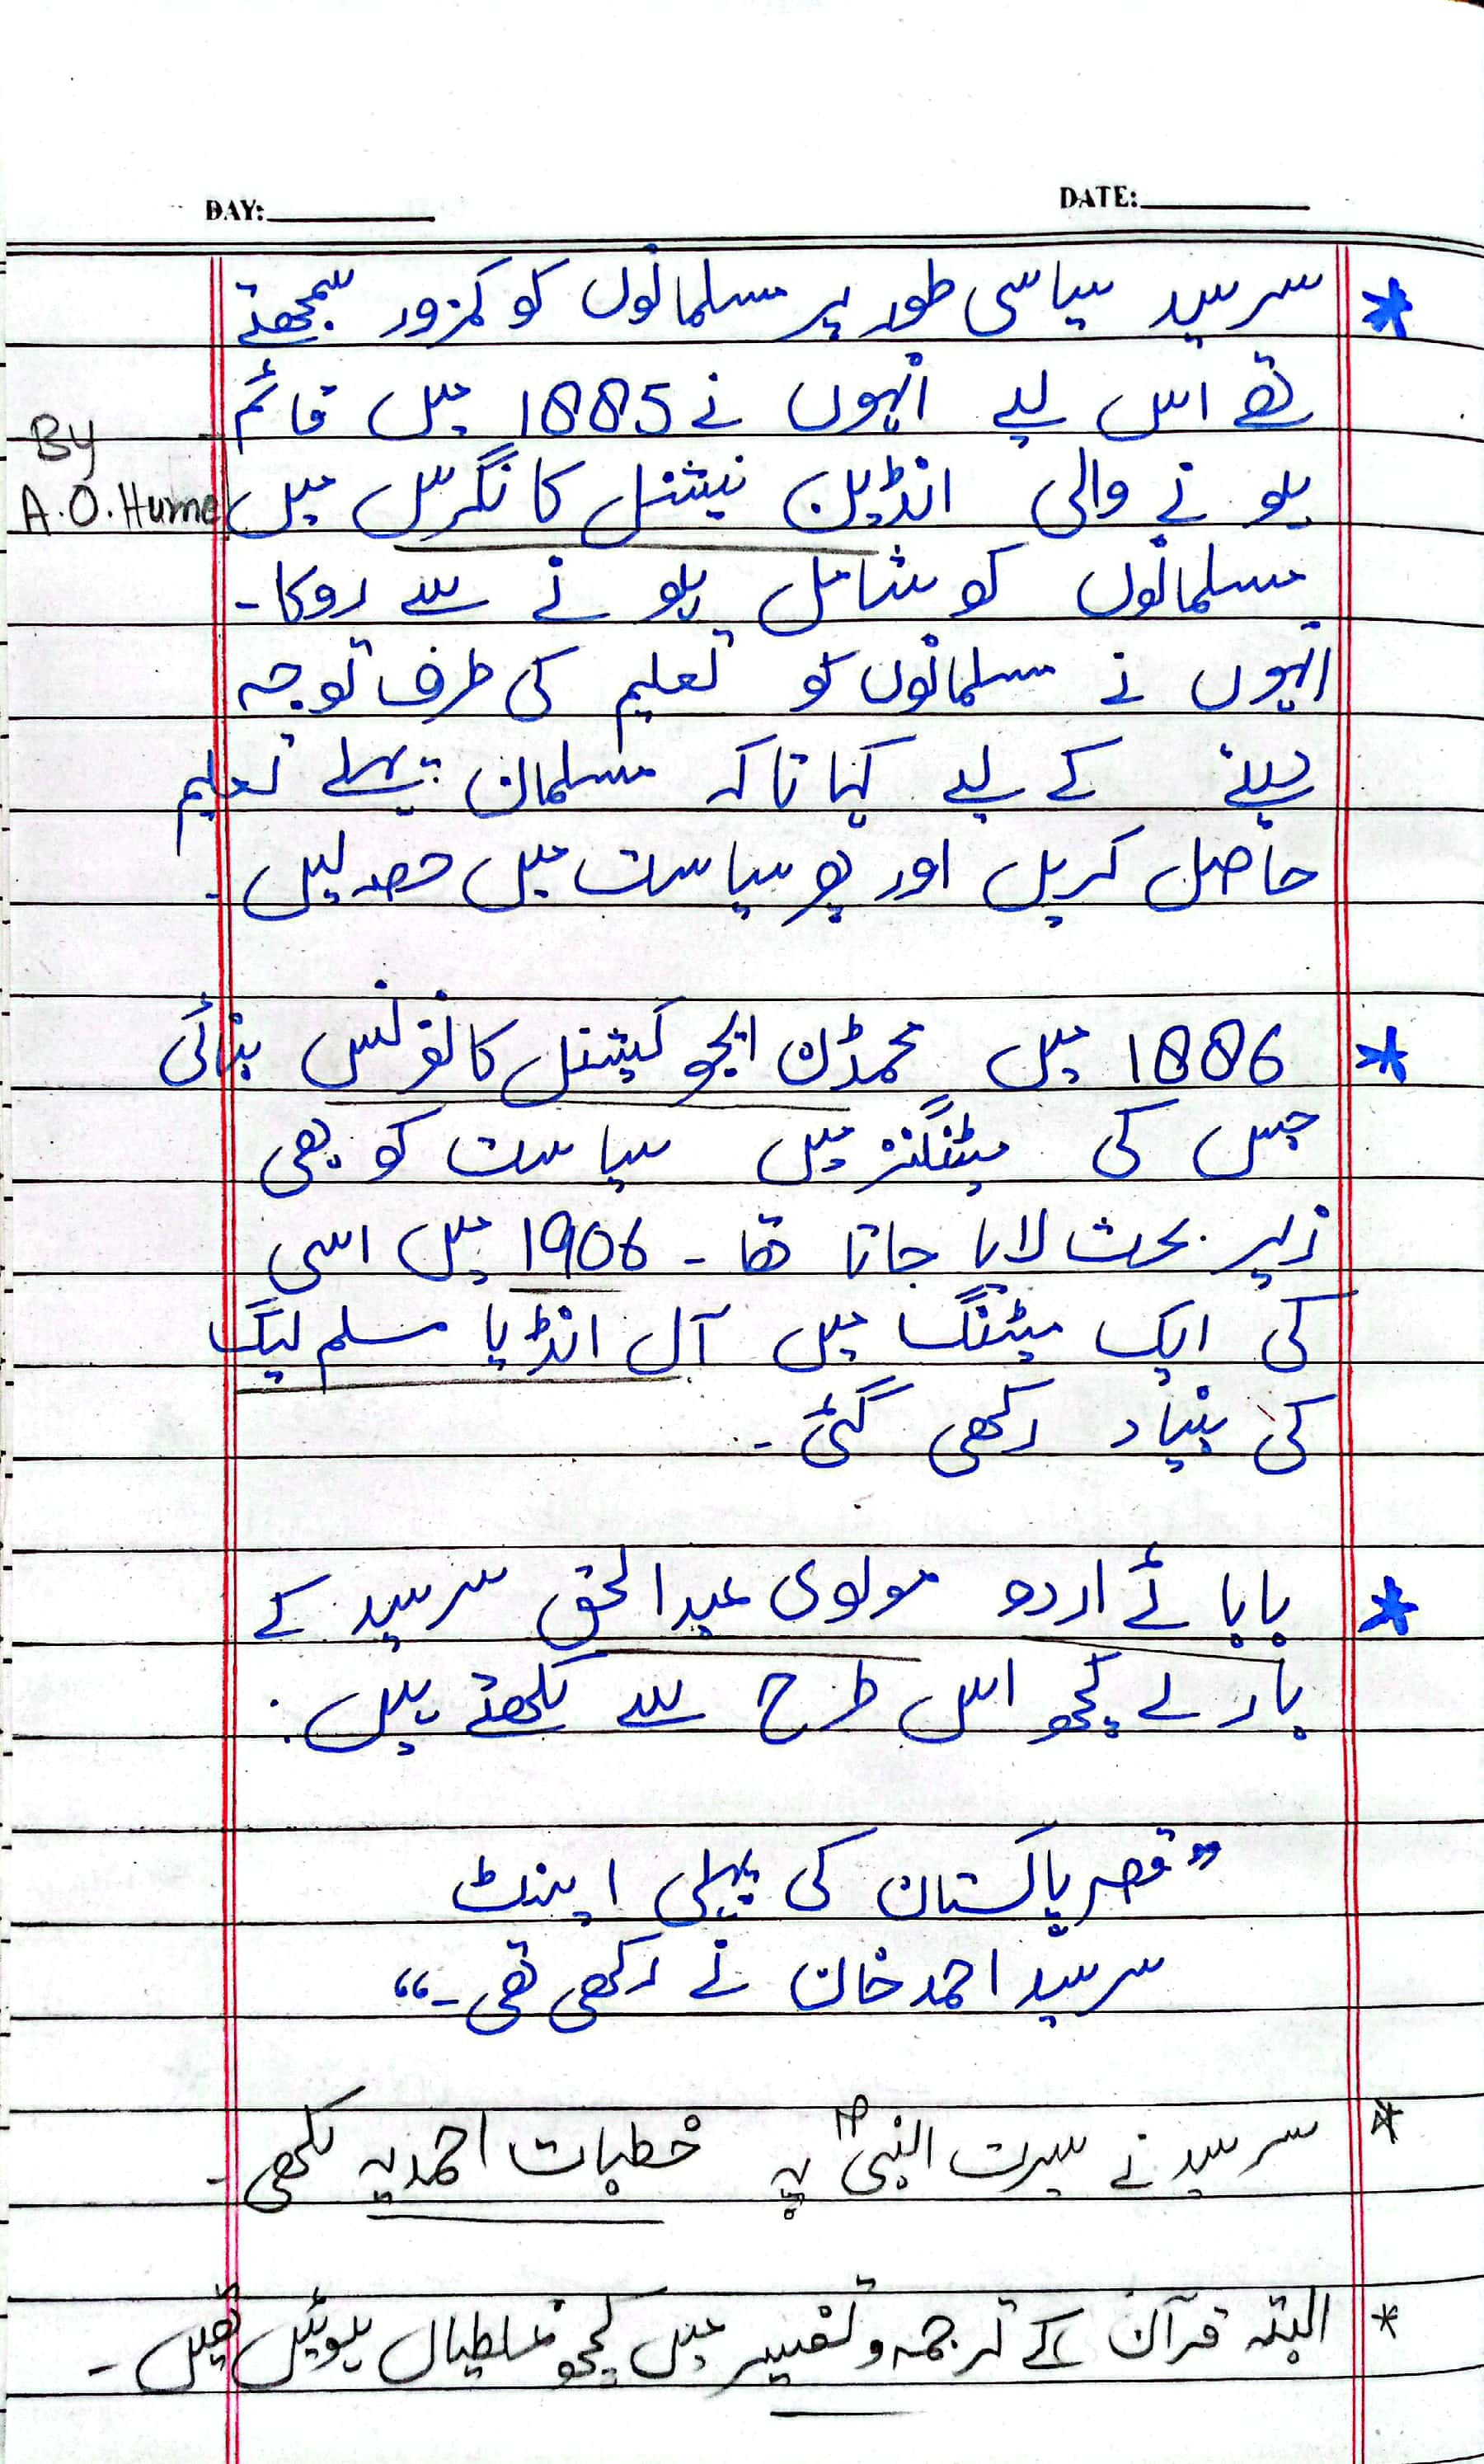 DAY: DATE:
* سرسید سیاسی طور پر مسلمانوں کو کمزور سمجھتے
تھے اس لیے انہوں نے 1885 میں قائم
By
ہونے والی انڈین نیشنل کانگرس میں
A.O. Hume
مسلمانوں کو شامل ہونے سے روکا۔
انہوں نے مسلمانوں کو تعلیم کی طرف توجہ
دینے کے لیے کہا تاکہ مسلمان پہلے تعلیم
حاصل کریں اور پھر سیاست میں حصہ لیں۔
* 1886 میں محمڈن ایجوکیشنل کانفرنس بنائی
جس کی میٹنگز میں سیاست کو بھی
زیر بحث لایا جاتا تھا۔ 1906 میں اسی
کی ایک میٹنگ میں آل انڈیا مسلم لیگ
کی بنیاد رکھی گئی۔
* بابائے اردو مولوی عبدالحق سرسید کے
بارے کچھ اس طرح سے لکھتے ہیں:
”قصر پاکستان کی پہلی اینٹ
سرسید احمد خان نے رکھی تھی۔“
* سرسید نے سیرت النبیؐ پہ خطبات احمدیہ لکھی۔
* البتہ قرآن کے ترجمہ و تفسیر میں کچھ غلطیاں ہوئیں تھیں۔